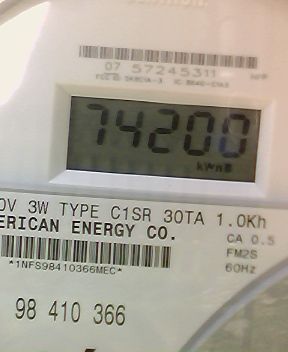 07 57245311
74208
kWh
0V 3W TYPE C1SR 30TA 1.0Kh
ERICAN ENERGY CO.
CA 0.5
*1NFS98410366MEC*
FM2S
60Hz
98 410 366